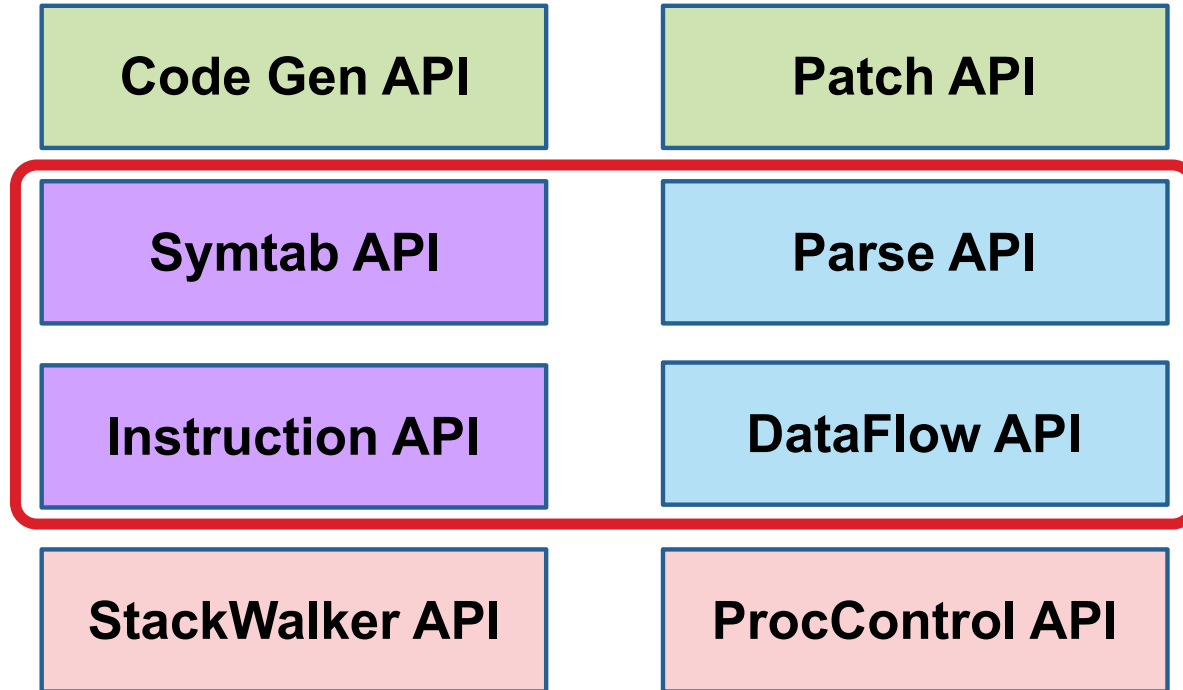 Code Gen API
Patch API
Symtab API
Parse API
Instruction API
DataFlow API
StackWalker API
ProcControl API